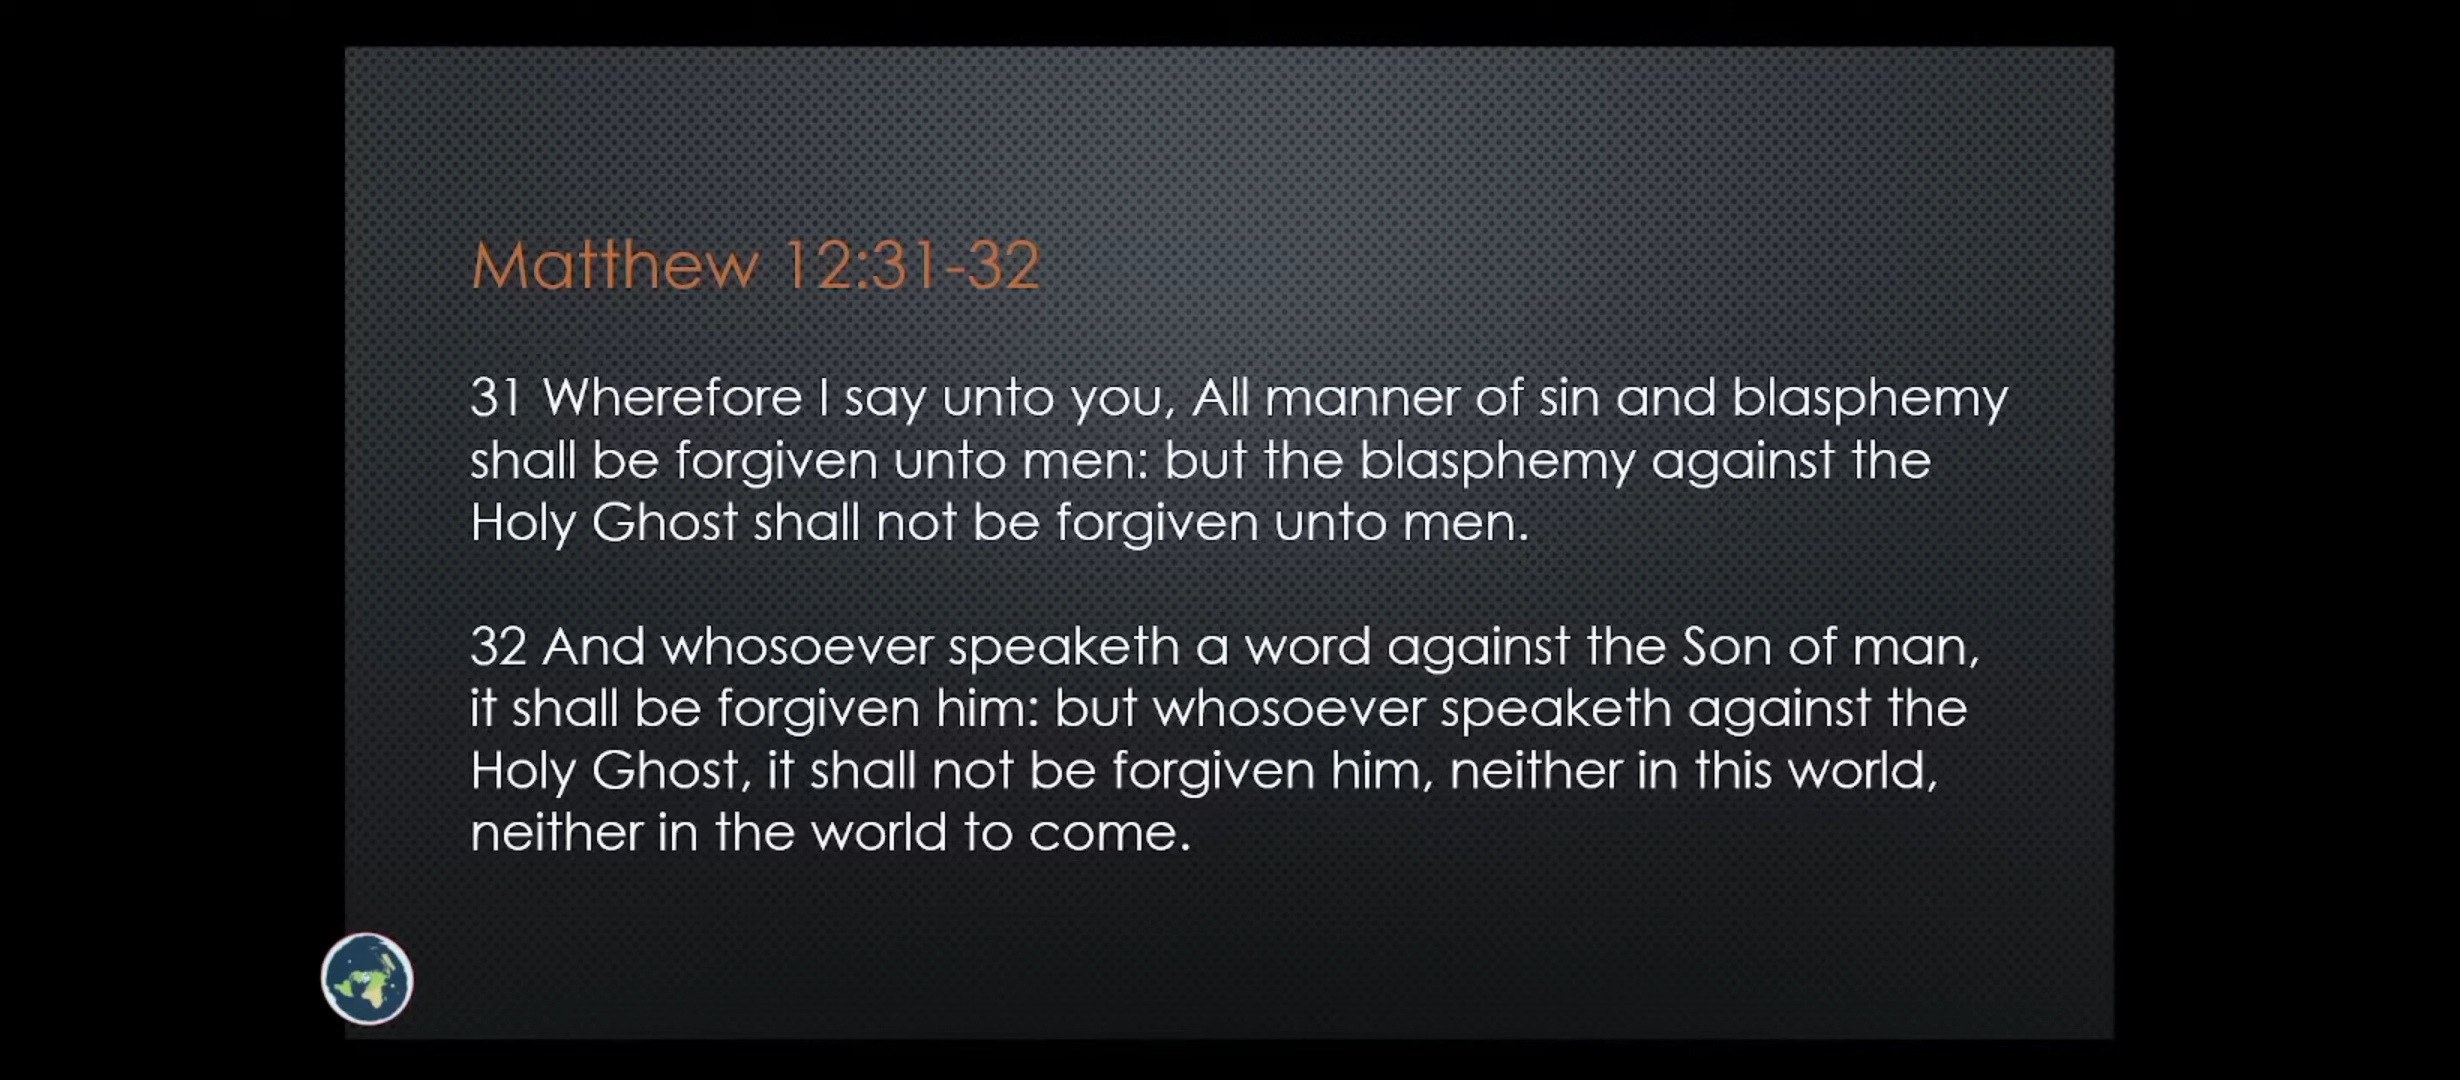 Matthew 12:31-32
31 Wherefore I say unto you, All manner of sin and blasphemy
shall be forgiven unto men: but the blasphemy against the
Holy Ghost shall not be forgiven unto men.
32 And whosoever speaketh a word against the Son of man,
it shall be forgiven him: but whosoever speaketh against the
Holy Ghost, it shall not be forgiven him, neither in this world,
neither in the world to come.